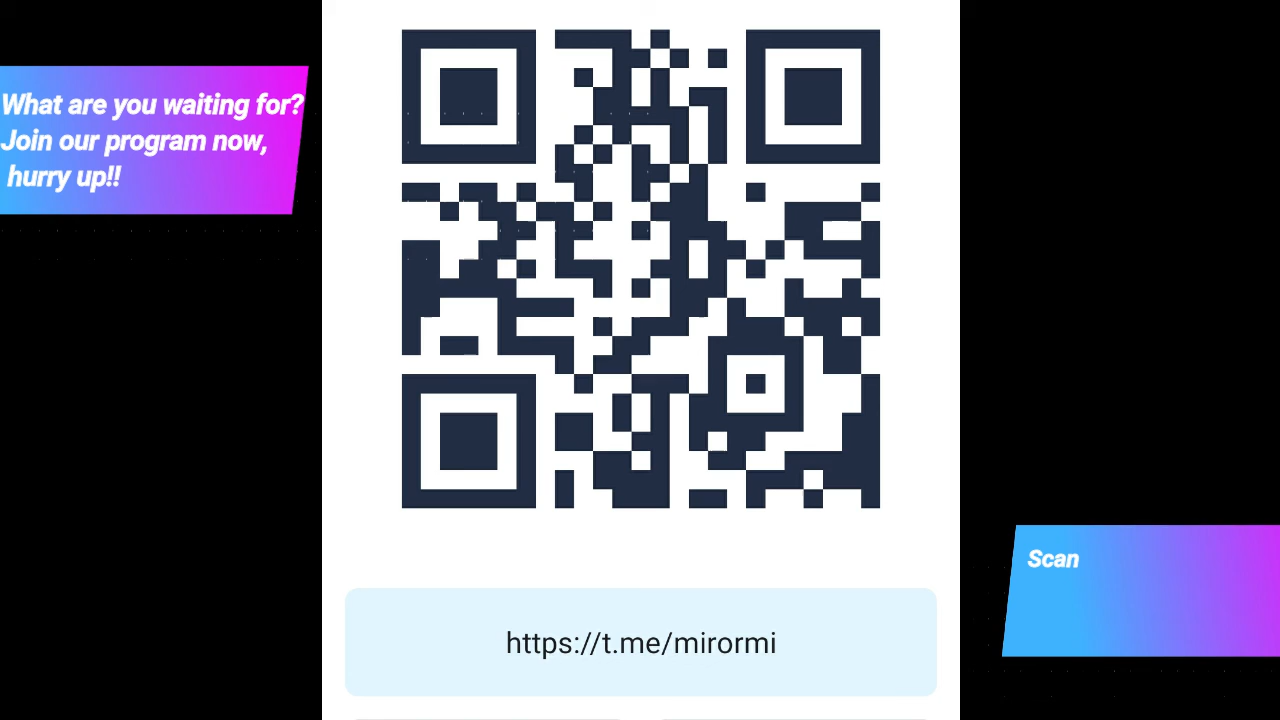 What are you waiting for?
Join our program now,
hurry up!!
https://t.me/mirormi
Scan